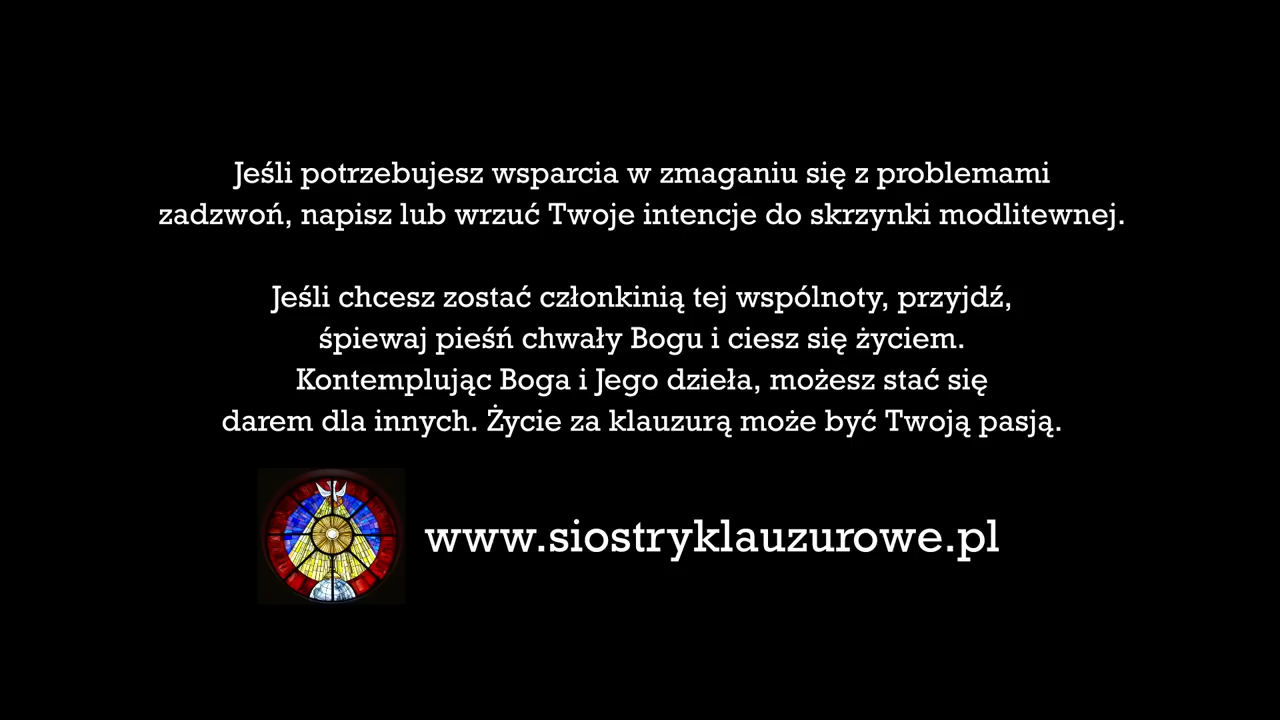 Jeśli potrzebujesz wsparcia w zmaganiu się z problemami
zadzwoń, napisz lub wrzuć Twoje intencje do skrzynki modlitewnej.
Jeśli chcesz zostać członkinią tej wspólnoty, przyjdź,
śpiewaj pieśń chwały Bogu i ciesz się życiem.
Kontemplując Boga i Jego dzieła, możesz stać się
darem dla innych. Życie za klauzurą może być Twoją pasją.
www.siostryklauzurowe.pl